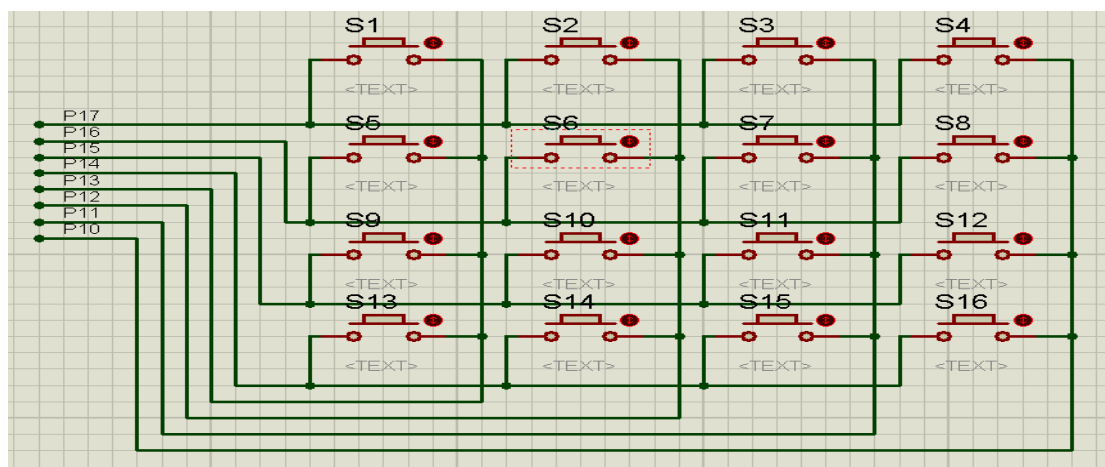 S1 S2 S3 S4
<TEXT> <TEXT> <TEXT> <TEXT>
P17
S5 S6 S7 S8
P16
P15
P14
P13
<TEXT> <TEXT> <TEXT> <TEXT>
P12
P11
S9 S10 S11 S12
P10
<TEXT> <TEXT> <TEXT> <TEXT>
S13 S14 S15 S16
<TEXT> <TEXT> <TEXT> <TEXT>